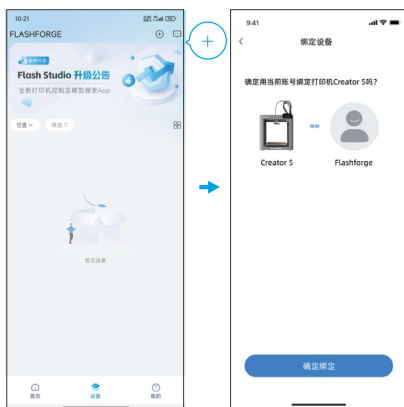 10:21
FLASHFORGE
Flash Studio 升级公告
全新打印机控制及模型搜索App
位置
筛选
暂无设备
首页
设备
我的
9:41
绑定设备
确定用当前账号绑定打印机Creator 5吗?
Creator 5
Flashforge
确定绑定